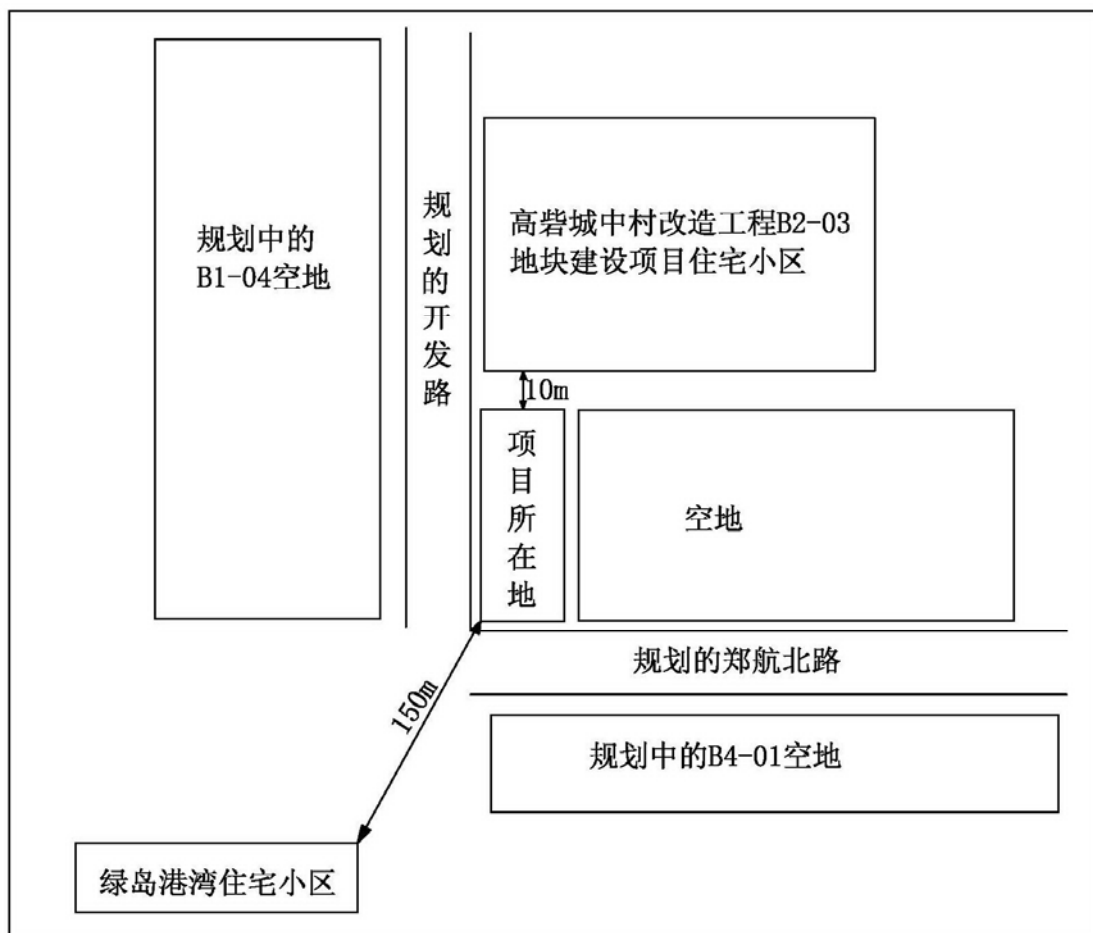 规划中的
B1-04空地
规划的开发路
高砦城中村改造工程B2-03
地块建设项目住宅小区
10m
项目所在地
空地
规划的郑航北路
150m
规划中的B4-01空地
绿岛港湾住宅小区